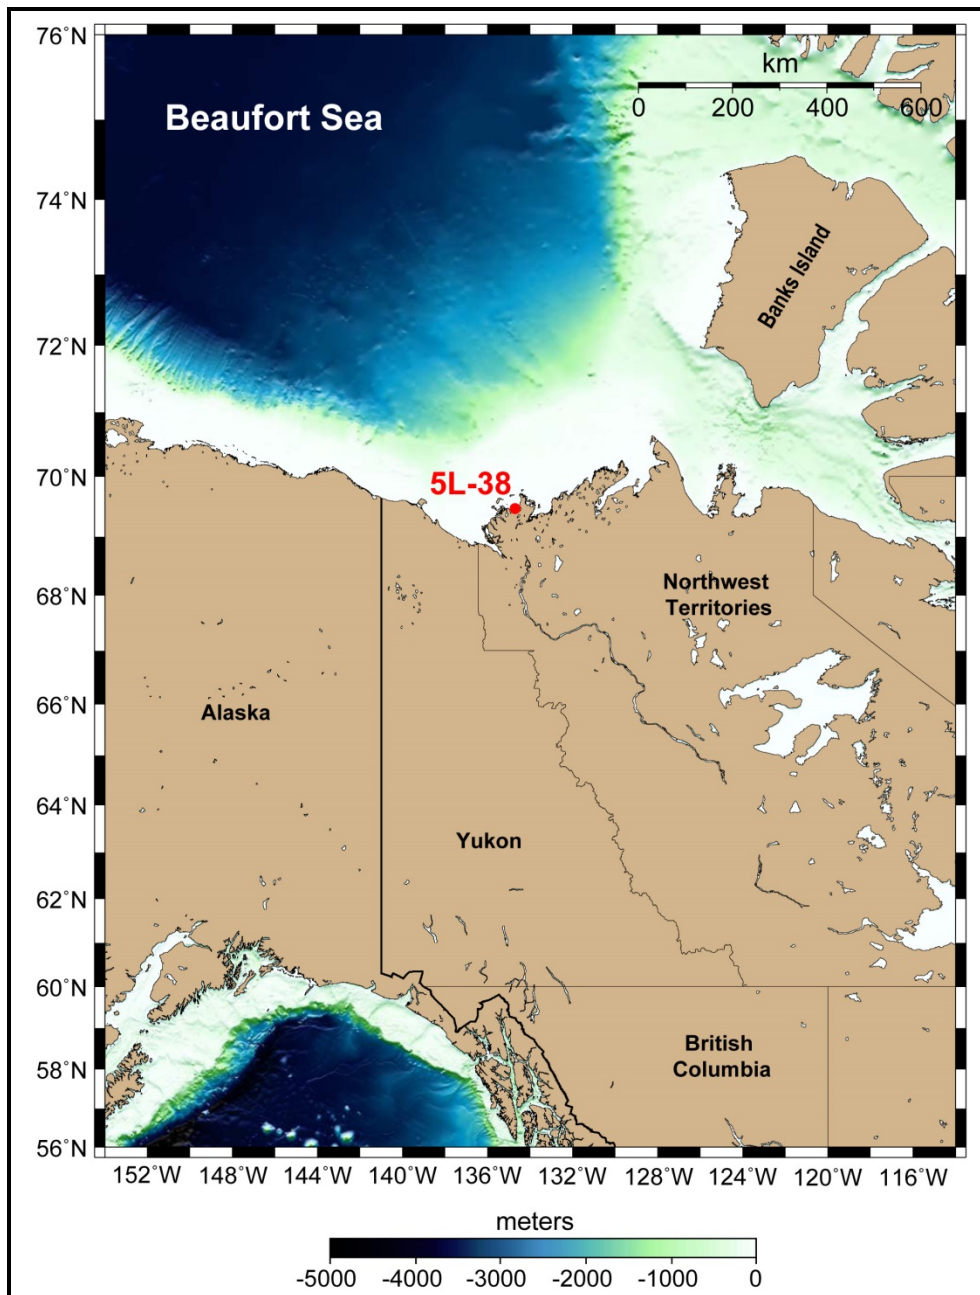 76°N
km
0 200 400 600
Beaufort Sea
74°N
Banks Island
72°N
70°N
5L-38
68°N
Northwest
Territories
66°N
Alaska
64°N
Yukon
62°N
60°N
British
Columbia
58°N
56°N
152°W 148°W 144°W 140°W 136°W 132°W 128°W 124°W 120°W 116°W
meters
-5000 -4000 -3000 -2000 -1000 0